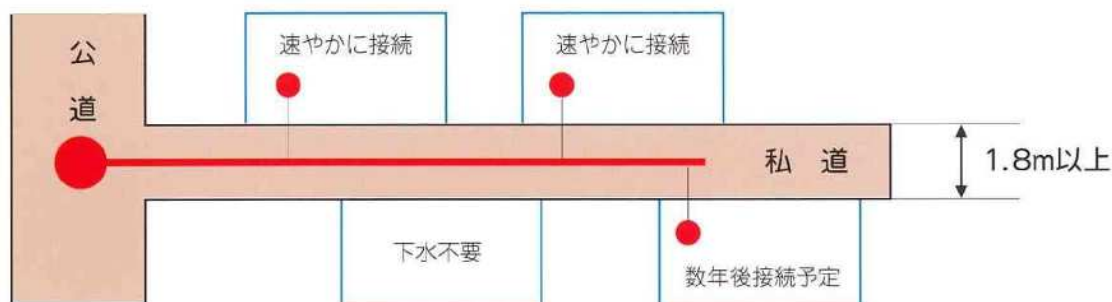 公道
速やかに接続
速やかに接続
私道
1.8m以上
下水不要
数年後接続予定